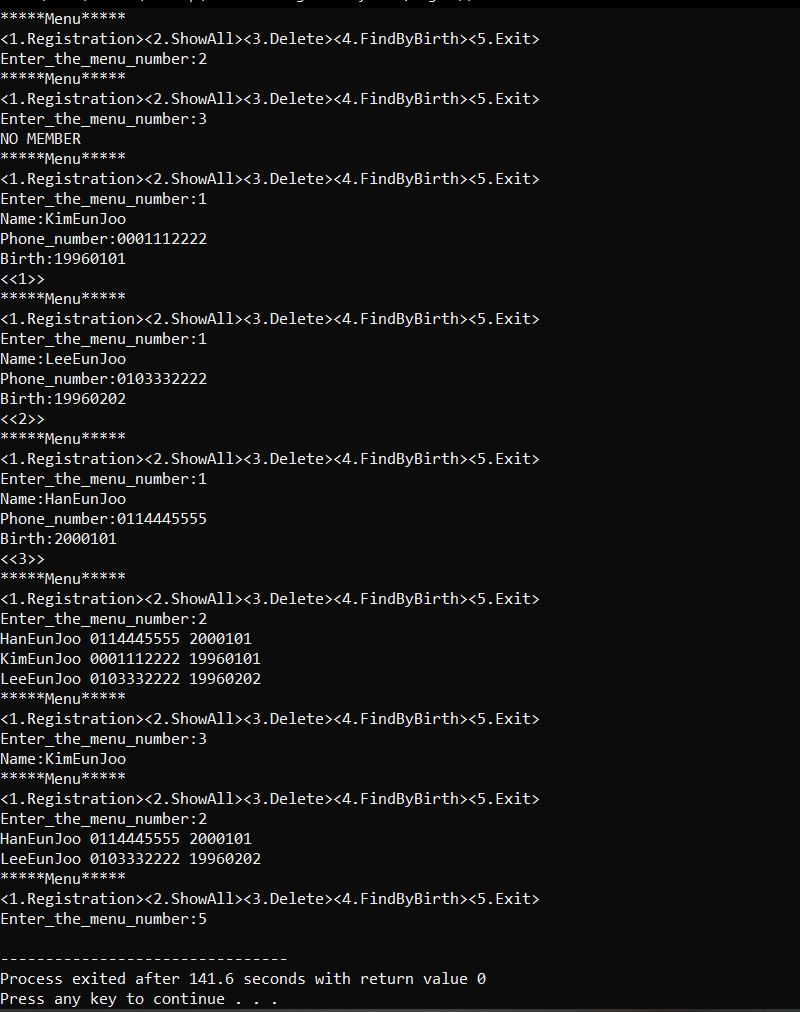 *****Menu*****
<1.Registration><2.ShowAll><3.Delete><4.FindByBirth><5.Exit>
Enter_the_menu_number:2
*****Menu*****
<1.Registration><2.ShowAll><3.Delete><4.FindByBirth><5.Exit>
Enter_the_menu_number:3
NO MEMBER
*****Menu*****
<1.Registration><2.ShowAll><3.Delete><4.FindByBirth><5.Exit>
Enter_the_menu_number:1
Name:KimEunJoo
Phone_number:0001112222
Birth:19960101
<<1>>
*****Menu*****
<1.Registration><2.ShowAll><3.Delete><4.FindByBirth><5.Exit>
Enter_the_menu_number:1
Name:LeeEunJoo
Phone_number:0103332222
Birth:19960202
<<2>>
*****Menu*****
<1.Registration><2.ShowAll><3.Delete><4.FindByBirth><5.Exit>
Enter_the_menu_number:1
Name:HanEunJoo
Phone_number:0114445555
Birth:2000101
<<3>>
*****Menu*****
<1.Registration><2.ShowAll><3.Delete><4.FindByBirth><5.Exit>
Enter_the_menu_number:2
HanEunJoo 0114445555 2000101
KimEunJoo 0001112222 19960101
LeeEunJoo 0103332222 19960202
*****Menu*****
<1.Registration><2.ShowAll><3.Delete><4.FindByBirth><5.Exit>
Enter_the_menu_number:3
Name:KimEunJoo
*****Menu*****
<1.Registration><2.ShowAll><3.Delete><4.FindByBirth><5.Exit>
Enter_the_menu_number:2
HanEunJoo 0114445555 2000101
LeeEunJoo 0103332222 19960202
*****Menu*****
<1.Registration><2.ShowAll><3.Delete><4.FindByBirth><5.Exit>
Enter_the_menu_number:5
--------------------------------
Process exited after 141.6 seconds with return value 0
Press any key to continue . . .